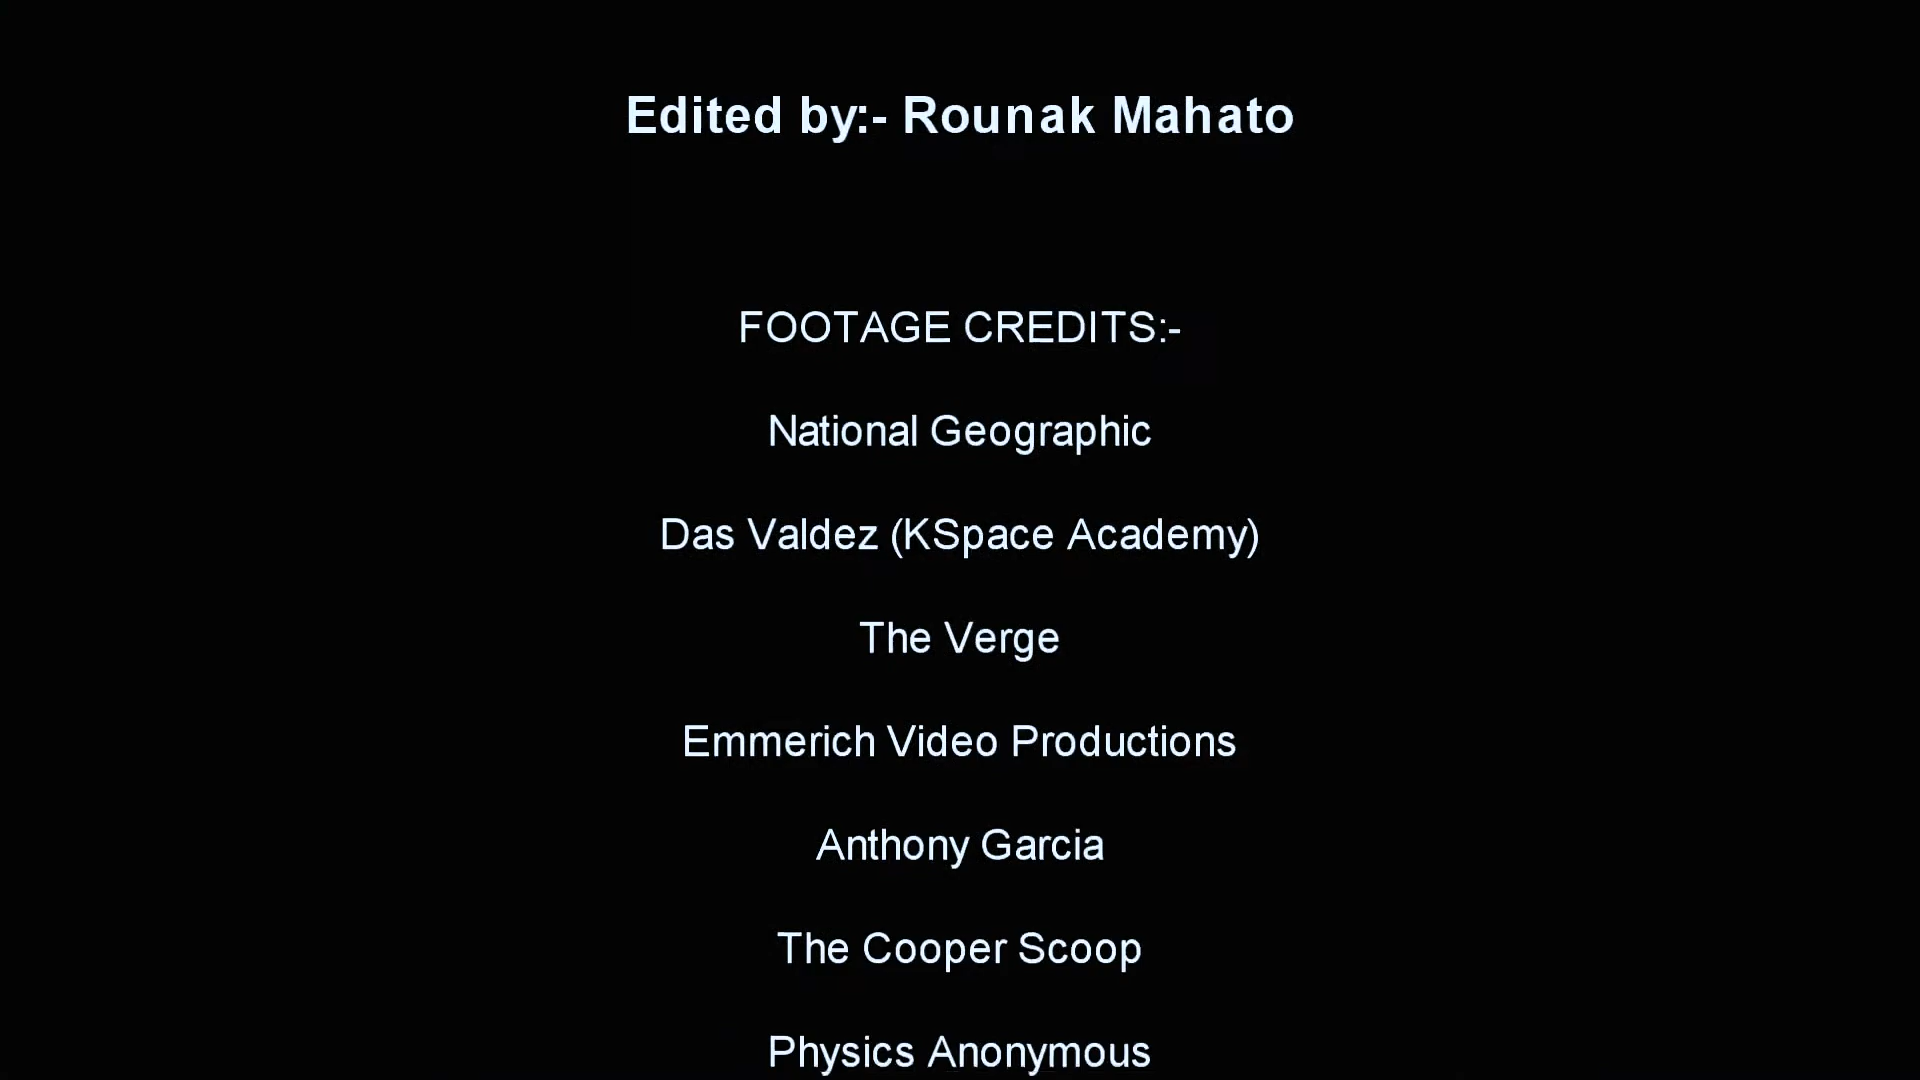 Edited by:- Rounak Mahato
FOOTAGE CREDITS:-
National Geographic
Das Valdez (KSpace Academy)
The Verge
Emmerich Video Productions
Anthony Garcia
The Cooper Scoop
Physics Anonymous